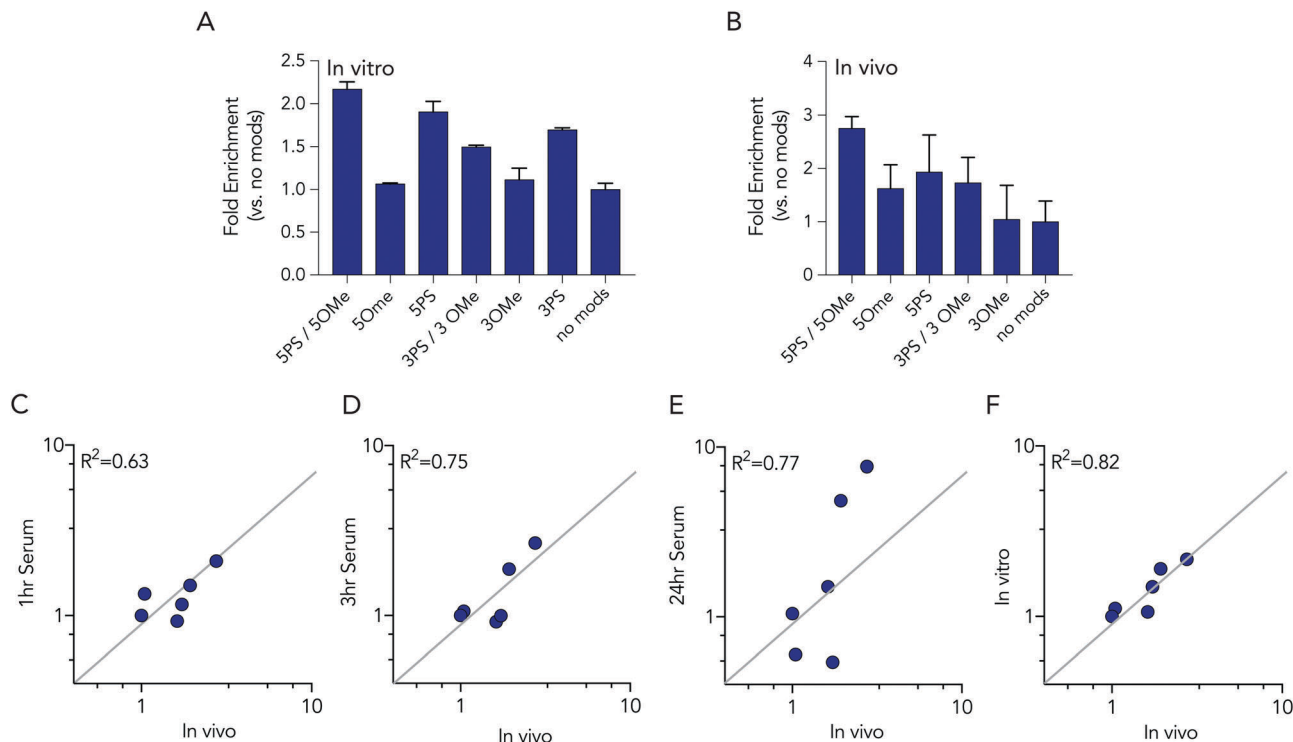 A
In vitro
Fold Enrichment
(vs. no mods)
2.5
2.0
1.5
1.0
0.5
0.0
5PS / 5OMe
5Ome
5PS
3PS / 3 OMe
3OMe
3PS
no mods
B
In vivo
Fold Enrichment
(vs. no mods)
4
3
2
1
0
5PS / 5OMe
5Ome
5PS
3PS / 3 OMe
3OMe
no mods
C
10
R²=0.63
1hr Serum
1
1
10
In vivo
D
10
R²=0.75
3hr Serum
1
1
10
In vivo
E
10
R²=0.77
24hr Serum
1
1
10
In vivo
F
10
R²=0.82
In vitro
1
1
10
In vivo